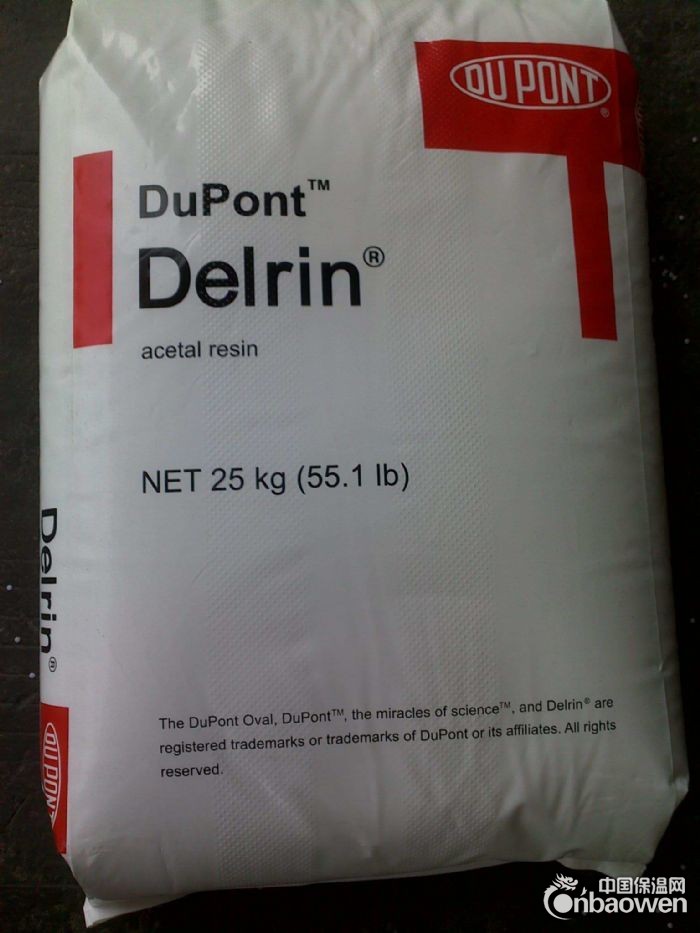 DU PONT
®
DuPont™
Delrin®
acetal resin
NET 25 kg (55.1 lb)
Delrin®
The DuPont Oval, DuPont™, the miracles of science™, and Delrin® are
registered trademarks or trademarks of DuPont or its affiliates. All rights
reserved.
DU PONT
中国保温网
Cnbaowen